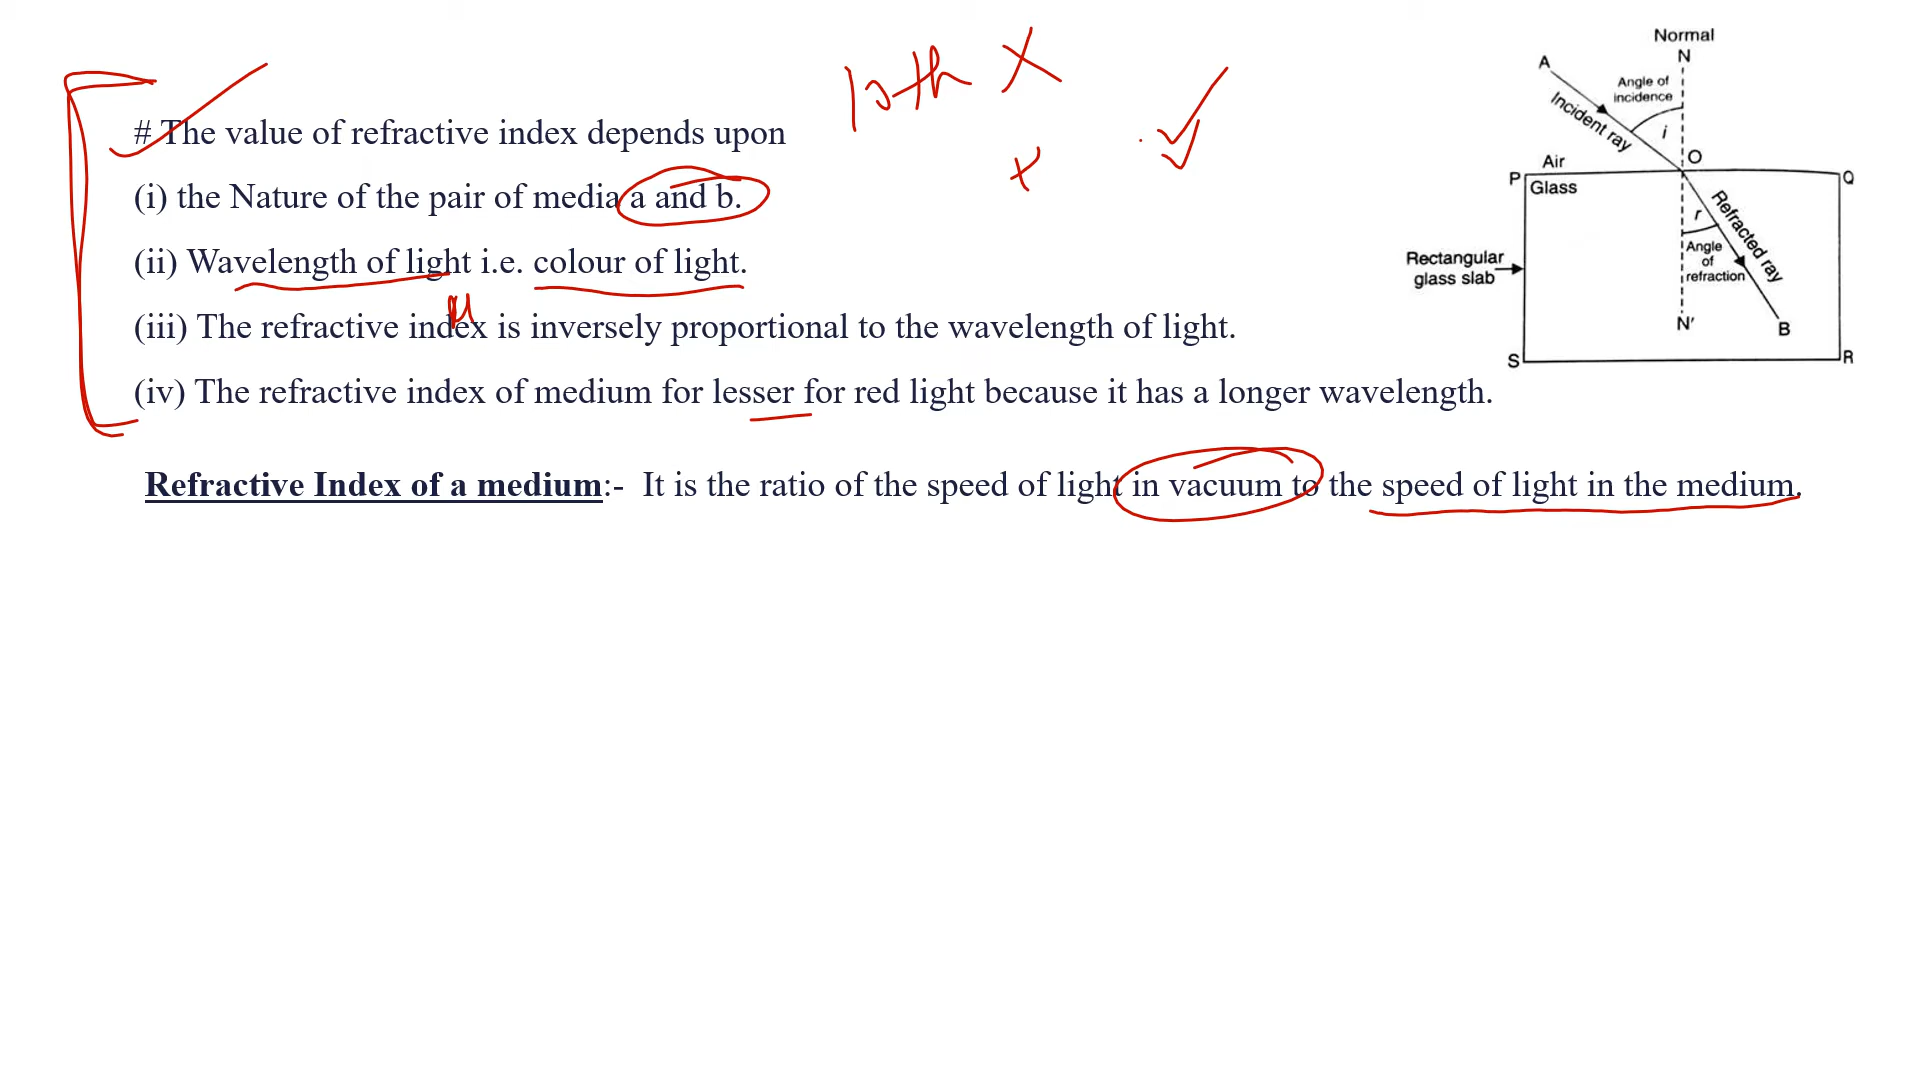 10th X
# The value of refractive index depends upon
(i) the Nature of the pair of media a and b.
(ii) Wavelength of light i.e. colour of light.
(iii) The refractive index is inversely proportional to the wavelength of light.
(iv) The refractive index of medium for lesser for red light because it has a longer wavelength.
Refractive Index of a medium:- It is the ratio of the speed of light in vacuum to the speed of light in the medium.
Normal
N
A
Angle of
incidence
Incident ray
i
O
Air
P
Q
Glass
r
Refracted ray
Angle
of
refraction
Rectangular
glass slab
N'
B
S
R